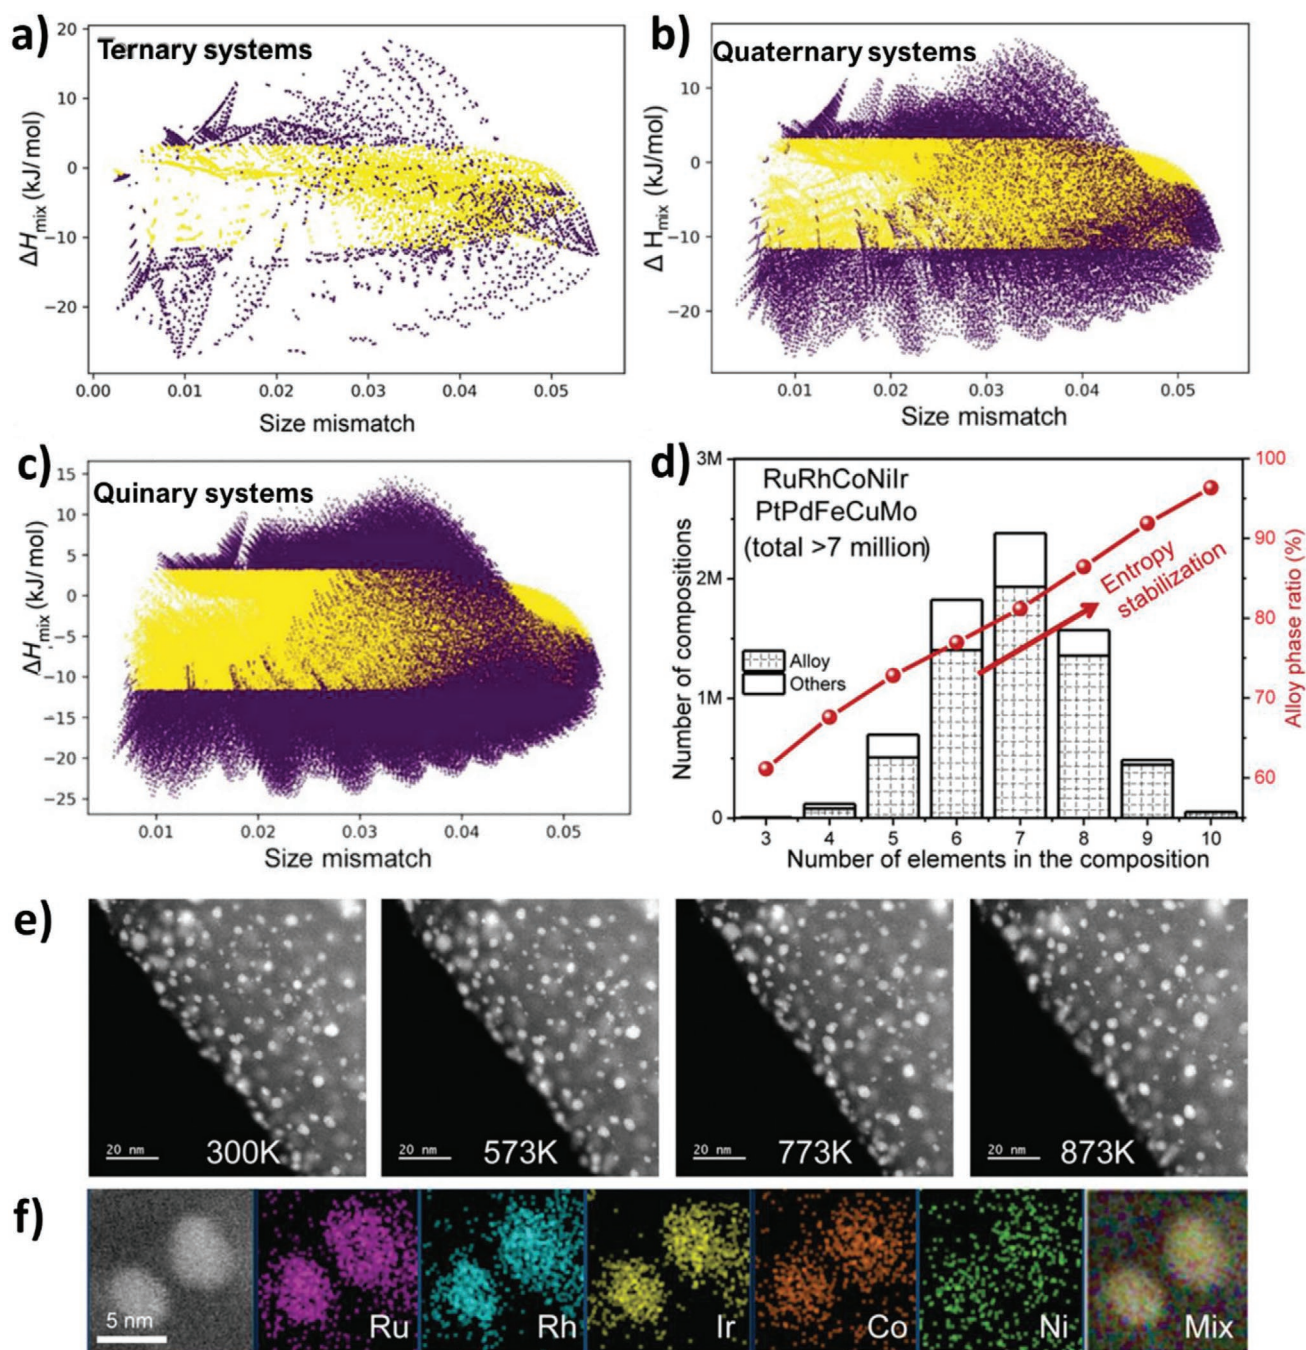 a)
Ternary systems
20
10
0
−10
−20
ΔHmix (kJ/mol)
0.00 0.01 0.02 0.03 0.04 0.05
Size mismatch
b)
Quaternary systems
10
0
−10
−20
Δ Hmix (kJ/mol)
0.01 0.02 0.03 0.04 0.05
Size mismatch
c)
Quinary systems
15
10
5
0
−5
−10
−15
−20
−25
ΔHmix (kJ/mol)
0.01 0.02 0.03 0.04 0.05
Size mismatch
d)
3M
2M
1M
0
Number of compositions
RuRhCoNiIr
PtPdFeCuMo
(total >7 million)
Alloy
Others
Entropy
stabilization
100
90
80
70
60
Alloy phase ratio (%)
3 4 5 6 7 8 9 10
Number of elements in the composition
e)
20 nm 300K
20 nm 573K
20 nm 773K
20 nm 873K
f)
5 nm
Ru
Rh
Ir
Co
Ni
Mix